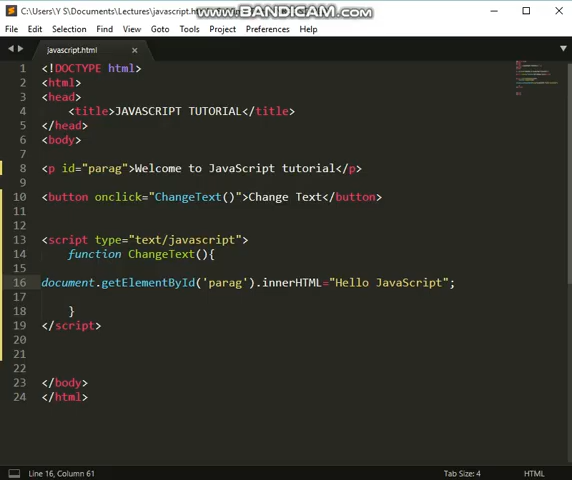 C:\Users\Y S\Documents\Lectures\javascript.ht
www.BANDICAM.com
File Edit Selection Find View Goto Tools Project Preferences Help
javascript.html
1 <!DOCTYPE html>
2 <html>
3 <head>
4 <title>JAVASCRIPT TUTORIAL</title>
5 </head>
6 <body>
7
8 <p id="parag">Welcome to JavaScript tutorial</p>
9
10 <button onclick="ChangeText()">Change Text</button>
11
12
13 <script type="text/javascript">
14 function ChangeText(){
15
16 document.getElementById('parag').innerHTML="Hello JavaScript";
17
18 }
19 </script>
20
21
22
23 </body>
24 </html>
Line 16, Column 61
Tab Size: 4
HTML